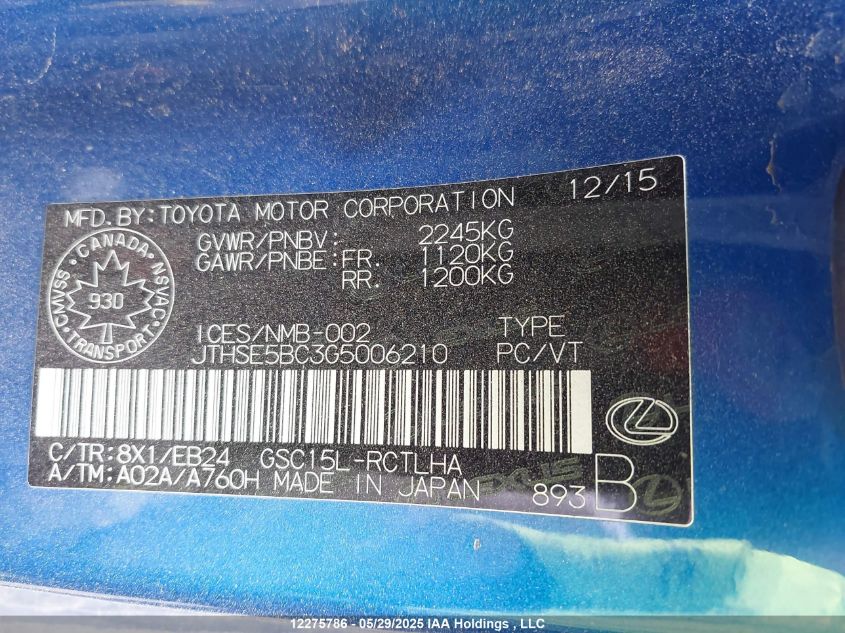 MFD. BY: TOYOTA MOTOR CORPORATION 12/15
GVWR/PNBV: 2245KG
GAWR/PNBE: FR. 1120KG
RR. 1200KG
CANADA
CMVSS NSVAC
930
TRANSPORT
ICES/NMB-002 TYPE
JTHSE5BC3G5006210 PC/VT
C/TR: 8X1/EB24 GSC15L-RCTLHA
A/TM: A02A/A760H MADE IN JAPAN 893 B
12275786 - 05/29/2025 IAA Holdings , LLC